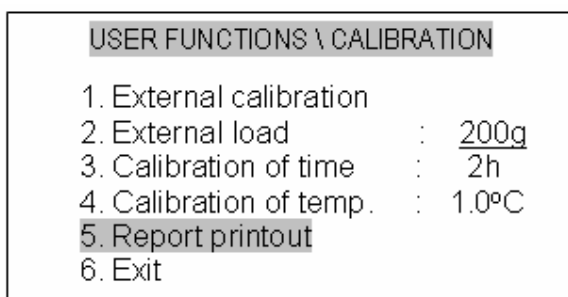 USER FUNCTIONS \ CALIBRATION
1. External calibration
2. External load : 200g
3. Calibration of time : 2h
4. Calibration of temp. : 1.0ºC
5. Report printout
6. Exit